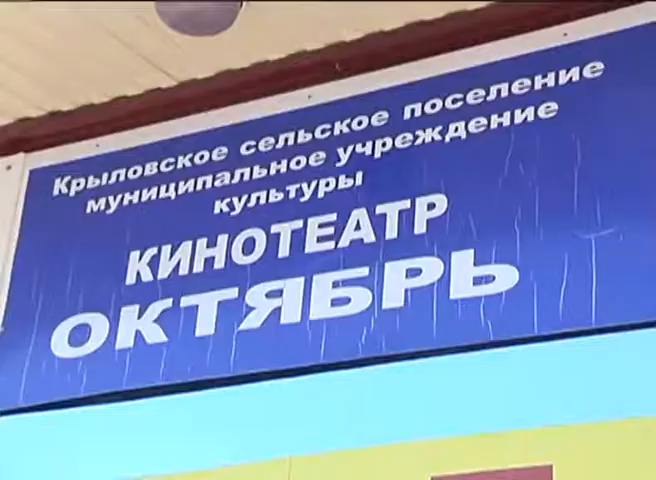 Крыловское сельское поселение
муниципальное учреждение
культуры
КИНОТЕАТР
ОКТЯБРЬ